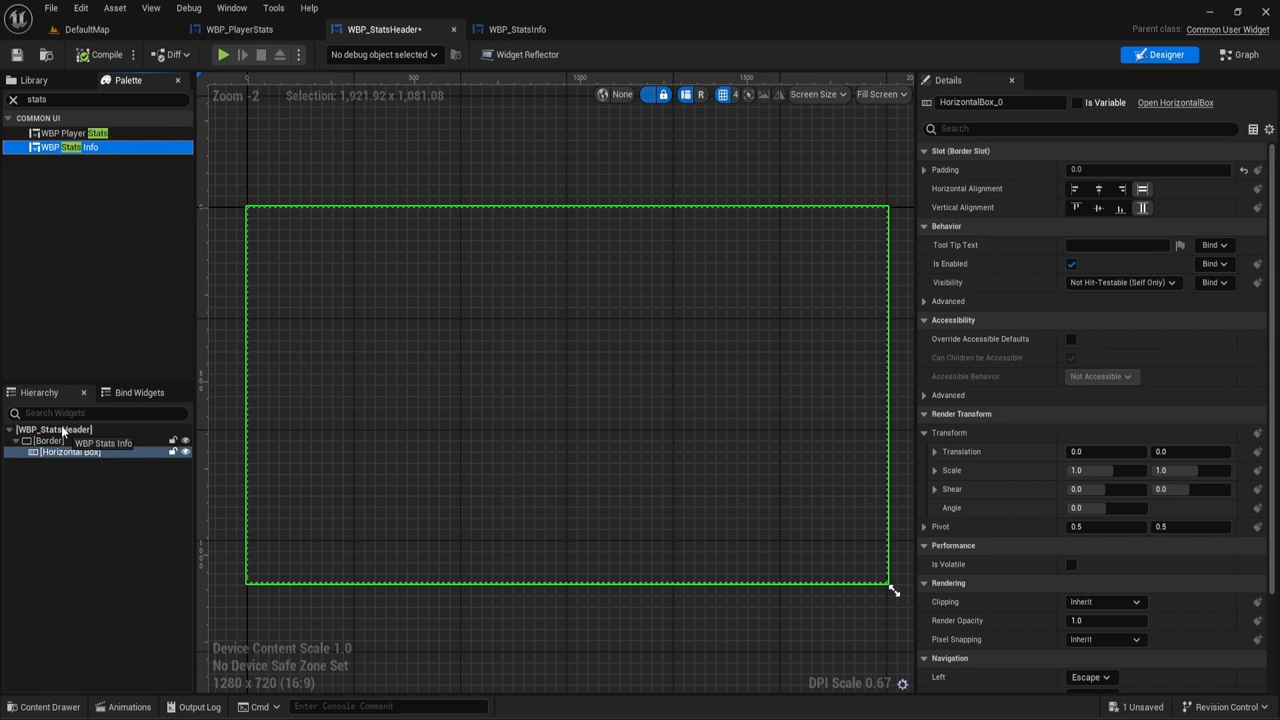 File Edit Asset View Debug Window Tools Help
DefaultMap WBP_PlayerStats WBP_StatsHeader• WBP_StatsInfo Parent class: Common User Widget
Compile Diff No debug object selected Widget Reflector Designer Graph
Library Palette
stats
COMMON UI
WBP Player Stats
WBP Stats Info
Hierarchy Bind Widgets
Search Widgets
[WBP_StatsHeader]
[Border]
WBP Stats Info
[Horizontal Box]
0 500 1000 1500 20
Zoom -2 Selection: 1,921.92 x 1,081.08
None R 4 Screen Size Fill Screen
0
5 0 0
1 0 0
Device Content Scale 1.0
No Device Safe Zone Set
1280 x 720 (16:9) DPI Scale 0.67
Details
HorizontalBox_0 Is Variable Open HorizontalBox
Search
Slot (Border Slot)
Padding 0.0
Horizontal Alignment
Vertical Alignment
Behavior
Tool Tip Text Bind
Is Enabled Bind
Visibility Not Hit-Testable (Self Only) Bind
Advanced
Accessibility
Override Accessible Defaults
Can Children be Accessible
Accessible Behavior Not Accessible
Advanced
Render Transform
Transform
Translation 0.0 0.0
Scale 1.0 1.0
Shear 0.0 0.0
Angle 0.0
Pivot 0.5 0.5
Performance
Is Volatile
Rendering
Clipping Inherit
Render Opacity 1.0
Pixel Snapping Inherit
Navigation
Left Escape
Content Drawer Animations Output Log Cmd Enter Console Command 1 Unsaved Revision Control